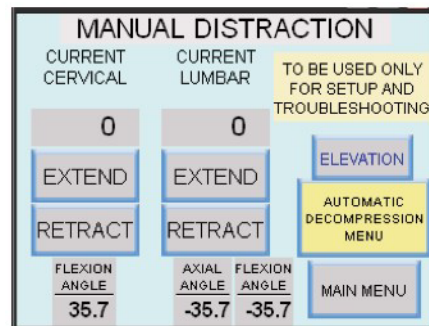 MANUAL DISTRACTION
CURRENT
CERVICAL
0
EXTEND
RETRACT
FLEXION
ANGLE
35.7
CURRENT
LUMBAR
0
EXTEND
RETRACT
AXIAL
ANGLE
-35.7
FLEXION
ANGLE
-35.7
TO BE USED ONLY
FOR SETUP AND
TROUBLESHOOTING
ELEVATION
AUTOMATIC
DECOMPRESSION
MENU
MAIN MENU